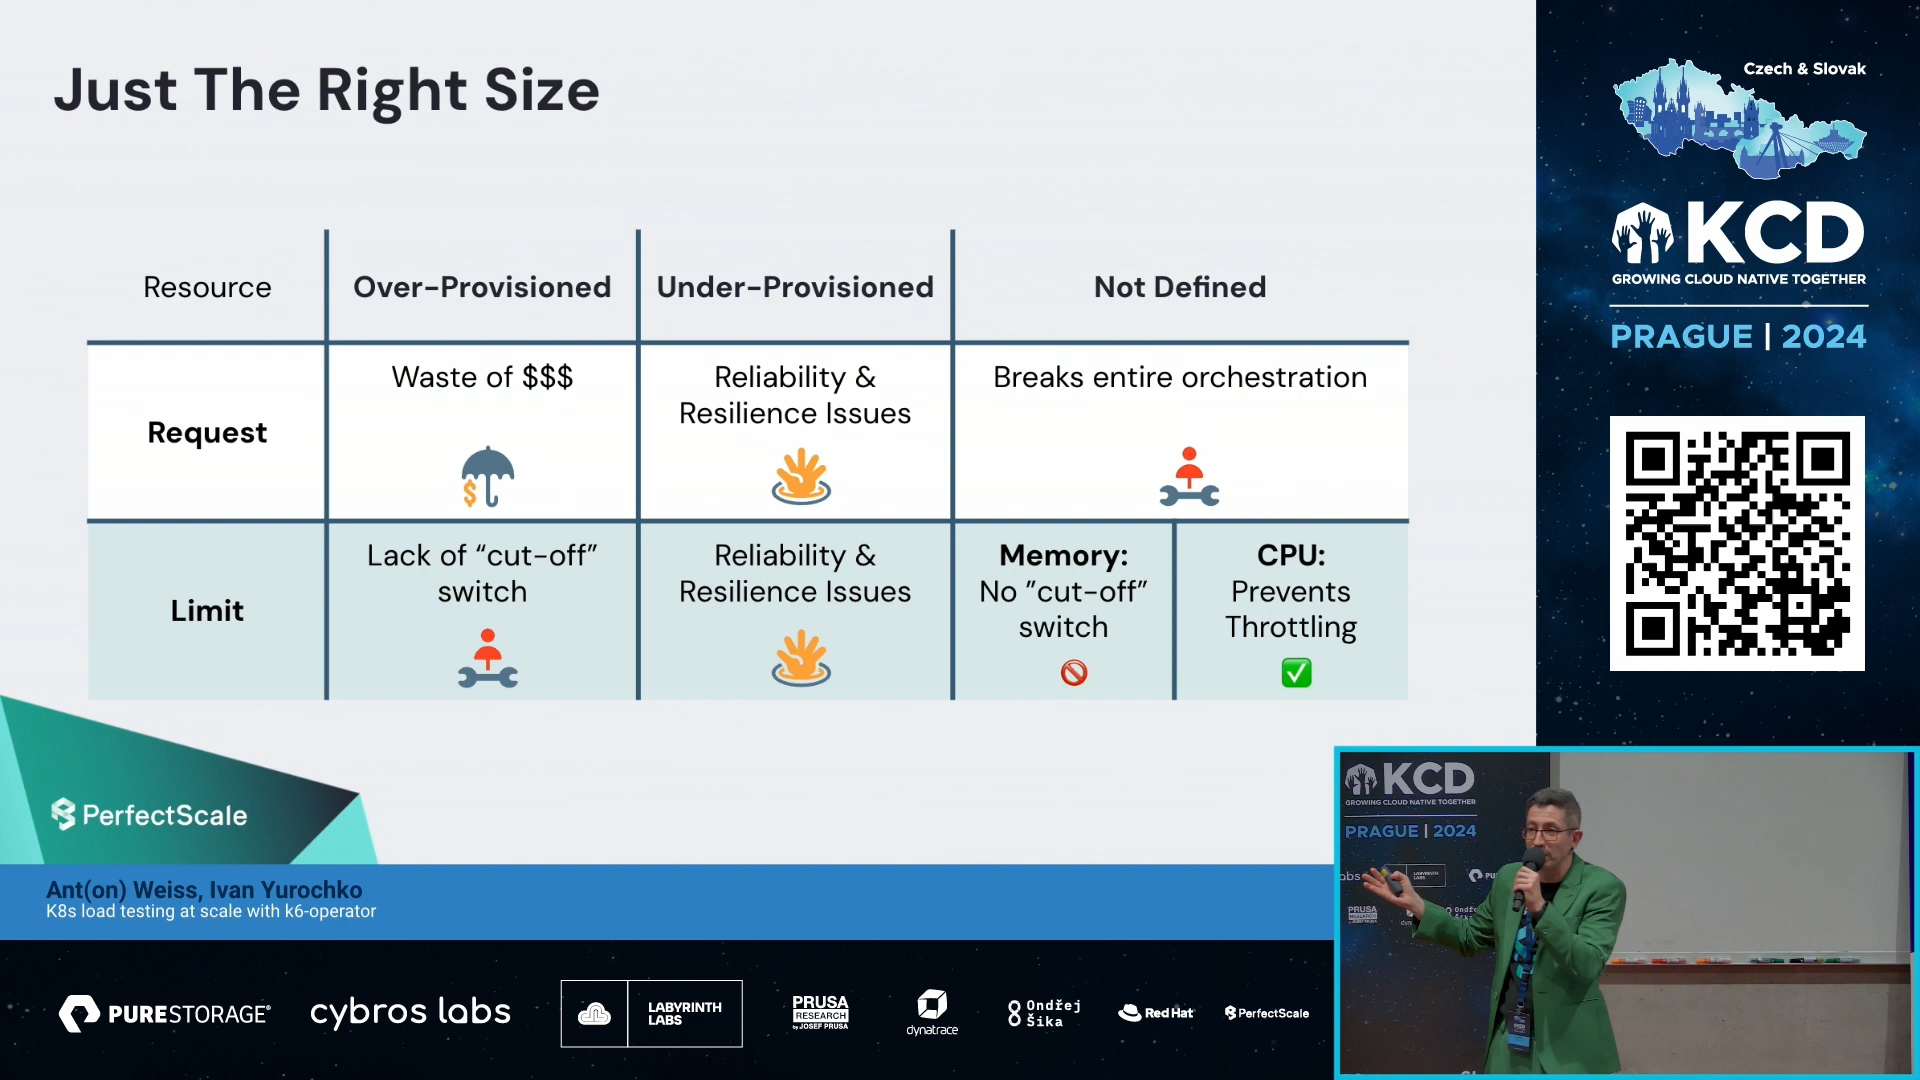 Just The Right Size
Resource
Over-Provisioned
Under-Provisioned
Not Defined
Request
Waste of $$$
Reliability &
Resilience Issues
Breaks entire orchestration
Limit
Lack of “cut-off”
switch
Reliability &
Resilience Issues
Memory:
No ”cut-off”
switch
CPU:
Prevents
Throttling
PerfectScale
Ant(on) Weiss, Ivan Yurochko
K8s load testing at scale with k6-operator
PURESTORAGE®
cybros labs
LABYRINTH
LABS
PRUSA
RESEARCH
by JOSEF PRUSA
dynatrace
Ondřej
Šika
Red Hat
PerfectScale
Czech & Slovak
KCD
GROWING CLOUD NATIVE TOGETHER
PRAGUE | 2024
KCD
GROWING CLOUD NATIVE TOGETHER
PRAGUE | 2024
PRUSA